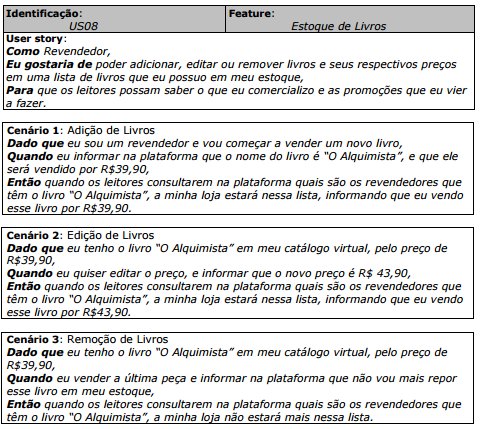 Identificação: Feature:
US08 Estoque de Livros
User story:
Como Revendedor,
Eu gostaria de poder adicionar, editar ou remover livros e seus respectivos preços
em uma lista de livros que eu possuo em meu estoque,
Para que os leitores possam saber o que eu comercializo e as promoções que eu vier
a fazer.
Cenário 1: Adição de Livros
Dado que eu sou um revendedor e vou começar a vender um novo livro,
Quando eu informar na plataforma que o nome do livro é “O Alquimista”, e que ele
será vendido por R$39,90,
Então quando os leitores consultarem na plataforma quais são os revendedores que
têm o livro “O Alquimista”, a minha loja estará nessa lista, informando que eu vendo
esse livro por R$39,90.
Cenário 2: Edição de Livros
Dado que eu tenho o livro “O Alquimista” em meu catálogo virtual, pelo preço de
R$39,90,
Quando eu quiser editar o preço, e informar que o novo preço é R$ 43,90,
Então quando os leitores consultarem na plataforma quais são os revendedores que
têm o livro “O Alquimista”, a minha loja estará nessa lista, informando que eu vendo
esse livro por R$43,90.
Cenário 3: Remoção de Livros
Dado que eu tenho o livro “O Alquimista” em meu catálogo virtual, pelo preço de
R$39,90,
Quando eu vender a última peça e informar na plataforma que não vou mais repor
esse livro em meu estoque,
Então quando os leitores consultarem na plataforma quais são os revendedores que
têm o livro “O Alquimista”, a minha loja não estará mais nessa lista.